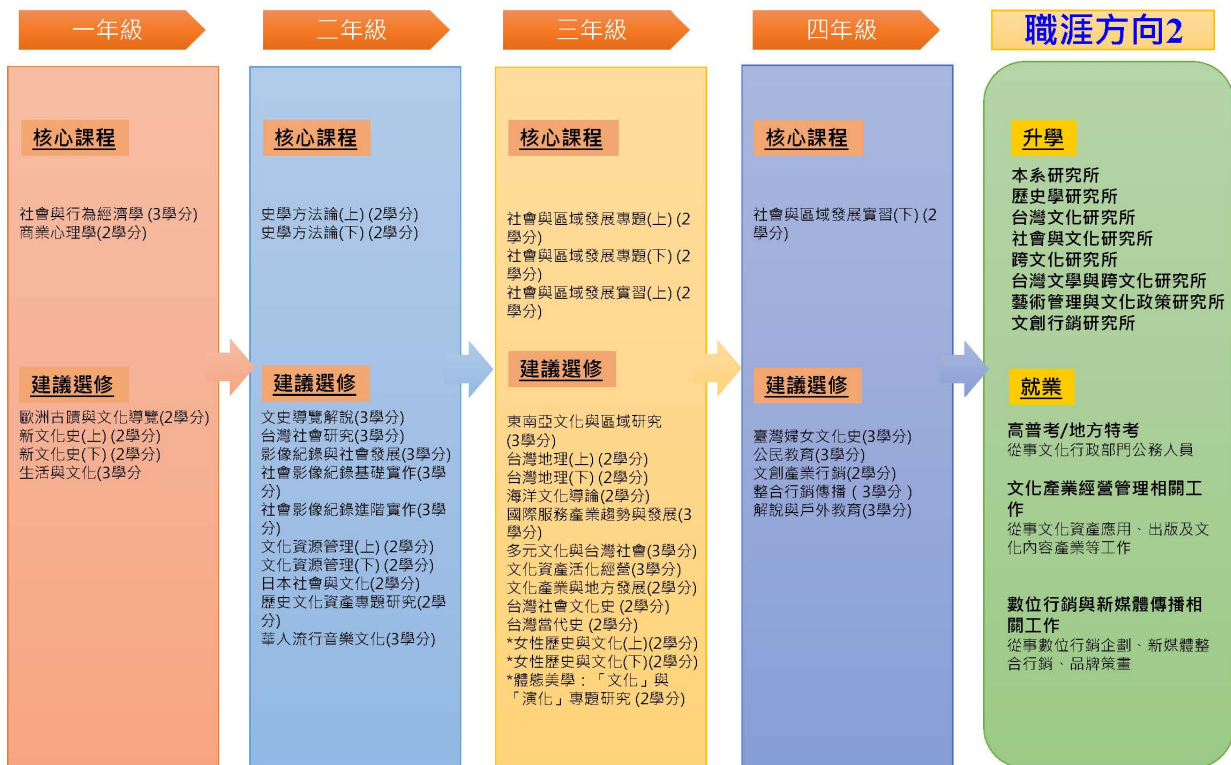 一年級
二年級
三年級
四年級
職涯方向2
核心課程
社會與行為經濟學 (3學分)
商業心理學(2學分)
建議選修
歐洲古蹟與文化導覽(2學分)
新文化史(上) (2學分)
新文化史(下) (2學分)
生活與文化(3學分
核心課程
史學方法論(上) (2學分)
史學方法論(下) (2學分)
建議選修
文史導覽解說(3學分)
台灣社會研究(3學分)
影像紀錄與社會發展(3學分)
社會影像紀錄基礎實作(3學
分)
社會影像紀錄進階實作(3學
分)
文化資源管理(上) (2學分)
文化資源管理(下) (2學分)
日本社會與文化(2學分)
歷史文化資產專題研究(2學
分)
華人流行音樂文化(3學分)
核心課程
社會與區域發展專題(上) (2
學分)
社會與區域發展專題(下) (2
學分)
社會與區域發展實習(上) (2
學分)
建議選修
東南亞文化與區域研究
(3學分)
台灣地理(上) (2學分)
台灣地理(下) (2學分)
海洋文化導論(2學分)
國際服務產業趨勢與發展(3
學分)
多元文化與台灣社會(3學分)
文化資產活化經營(3學分)
文化產業與地方發展(2學分)
台灣社會文化史 (2學分)
台灣當代史 (2學分)
*女性歷史與文化(上)(2學分)
*女性歷史與文化(下)(2學分)
*體態美學：「文化」與
「演化」專題研究 (2學分)
核心課程
社會與區域發展實習(下) (2
學分)
建議選修
臺灣婦女文化史(3學分)
公民教育(3學分)
文創產業行銷(2學分)
整合行銷傳播（3學分）
解說與戶外教育(3學分)
升學
本系研究所
歷史學研究所
台灣文化研究所
社會與文化研究所
跨文化研究所
台灣文學與跨文化研究所
藝術管理與文化政策研究所
文創行銷研究所
就業
高普考/地方特考
從事文化行政部門公務人員
文化產業經營管理相關工
作
從事文化資產應用、出版及文
化內容產業等工作
數位行銷與新媒體傳播相
關工作
從事數位行銷企劃、新媒體整
合行銷、品牌策畫